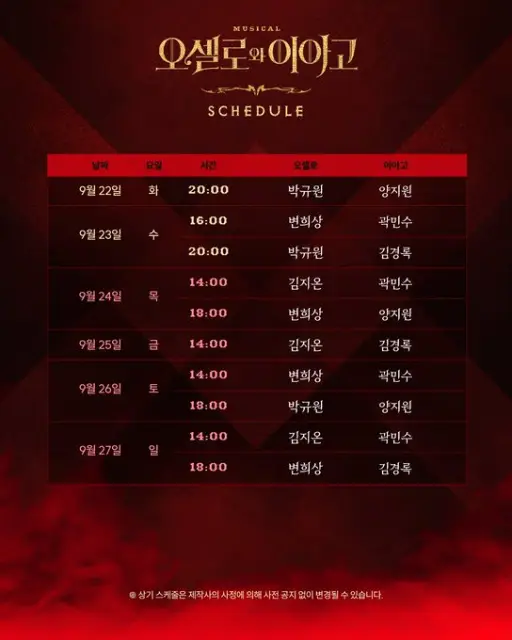 MUSICAL
오셀로와 이아고
SCHEDULE
날짜 요일 시간 오셀로 이아고
9월 22일 화 20:00 박규원 양지원
9월 23일 수 16:00 변희상 곽민수
20:00 박규원 김경록
9월 24일 목 14:00 김지온 곽민수
18:00 변희상 양지원
9월 25일 금 14:00 김지온 김경록
9월 26일 토 14:00 변희상 곽민수
18:00 박규원 양지원
9월 27일 일 14:00 김지온 곽민수
18:00 변희상 김경록
※ 상기 스케줄은 제작사의 사정에 의해 사전 공지 없이 변경될 수 있습니다.